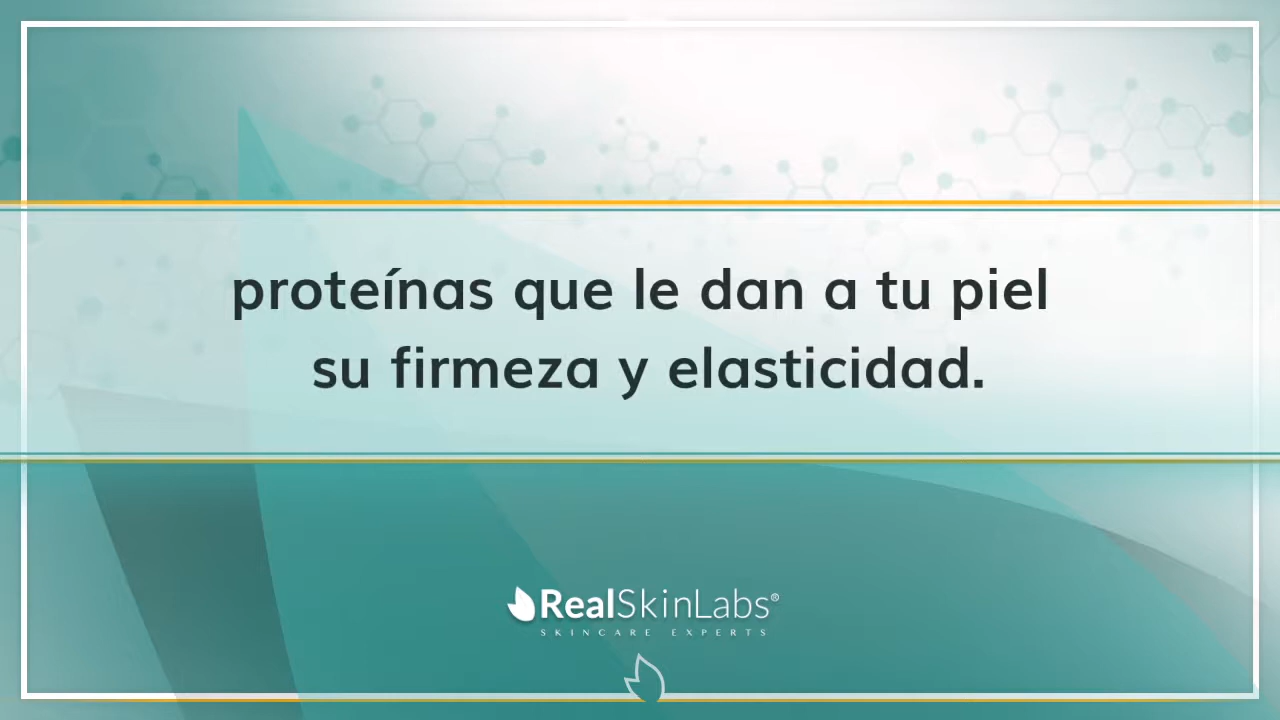 proteínas que le dan a tu piel
su firmeza y elasticidad.
RealSkinLabs®
SKINCARE EXPERTS